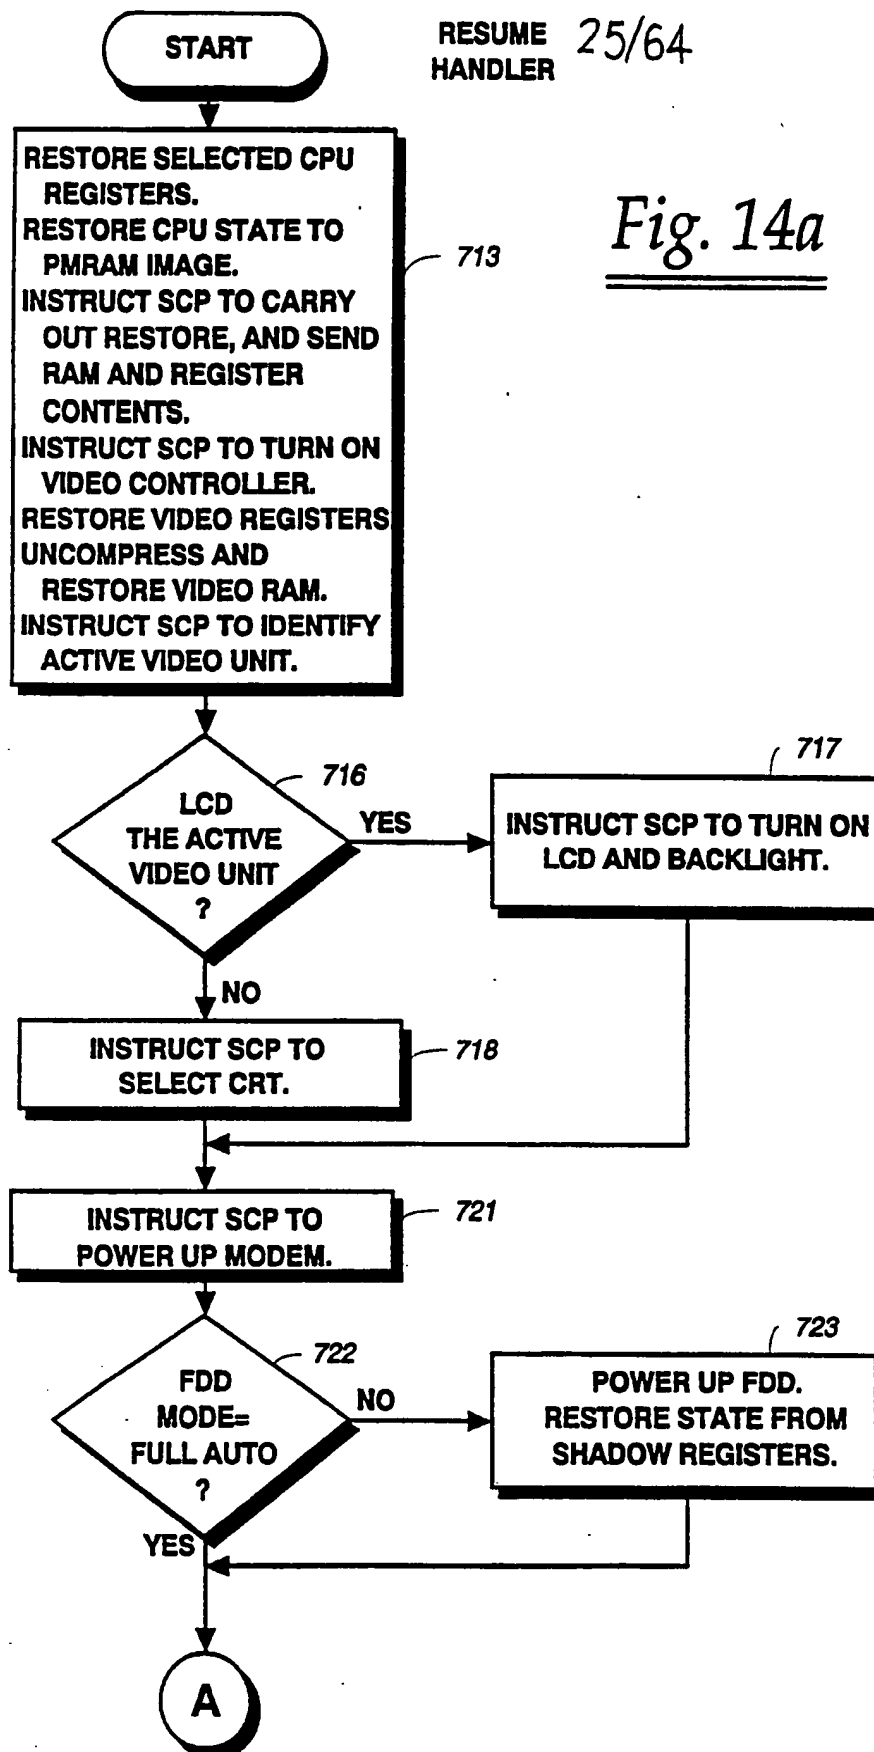 START
RESUME
HANDLER
25/64
Fig. 14a
RESTORE SELECTED CPU
REGISTERS.
RESTORE CPU STATE TO
PMRAM IMAGE.
INSTRUCT SCP TO CARRY
OUT RESTORE, AND SEND
RAM AND REGISTER
CONTENTS.
INSTRUCT SCP TO TURN ON
VIDEO CONTROLLER.
RESTORE VIDEO REGISTERS
UNCOMPRESS AND
RESTORE VIDEO RAM.
INSTRUCT SCP TO IDENTIFY
ACTIVE VIDEO UNIT.
713
LCD
THE ACTIVE
VIDEO UNIT
?
716
YES
717
INSTRUCT SCP TO TURN ON
LCD AND BACKLIGHT.
NO
INSTRUCT SCP TO
SELECT CRT.
718
INSTRUCT SCP TO
POWER UP MODEM.
721
FDD
MODE=
FULL AUTO
?
722
NO
723
POWER UP FDD.
RESTORE STATE FROM
SHADOW REGISTERS.
YES
A